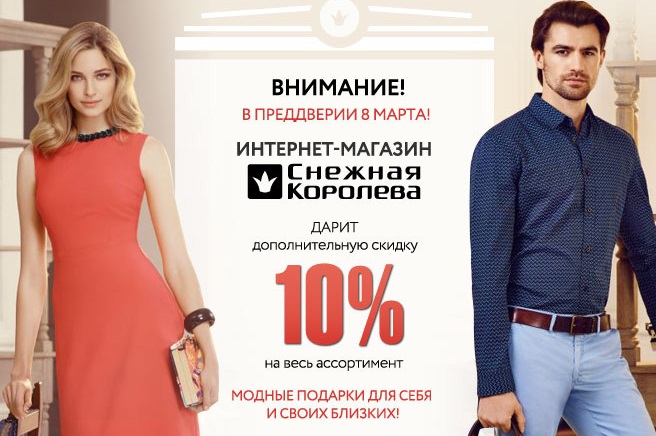 ВНИМАНИЕ!
В ПРЕДДВЕРИИ 8 МАРТА!
ИНТЕРНЕТ-МАГАЗИН
СНЕЖНАЯ
КОРОЛЕВА
ДАРИТ
дополнительную скидку
10%
на весь ассортимент
МОДНЫЕ ПОДАРКИ ДЛЯ СЕБЯ
И СВОИХ БЛИЗКИХ!